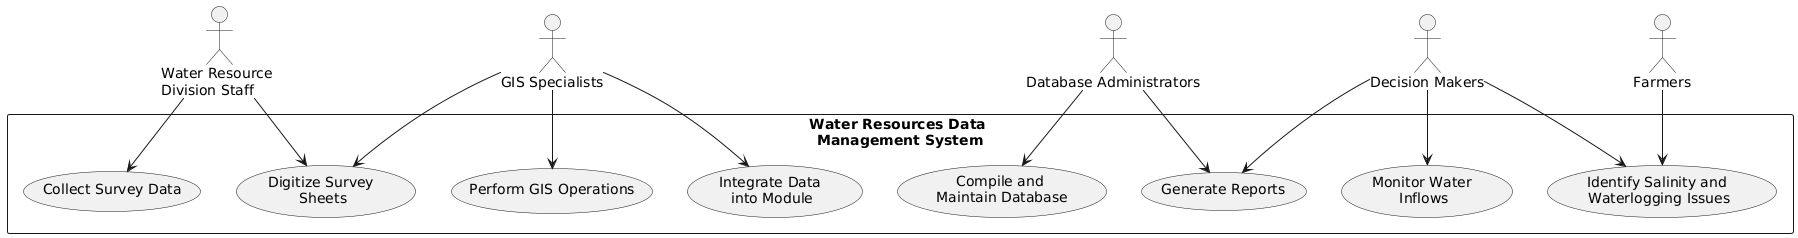 Water Resource
Division Staff
GIS Specialists
Database Administrators
Decision Makers
Farmers
Water Resources Data
Management System
Collect Survey Data
Digitize Survey
Sheets
Perform GIS Operations
Integrate Data
into Module
Compile and
Maintain Database
Generate Reports
Monitor Water
Inflows
Identify Salinity and
Waterlogging Issues